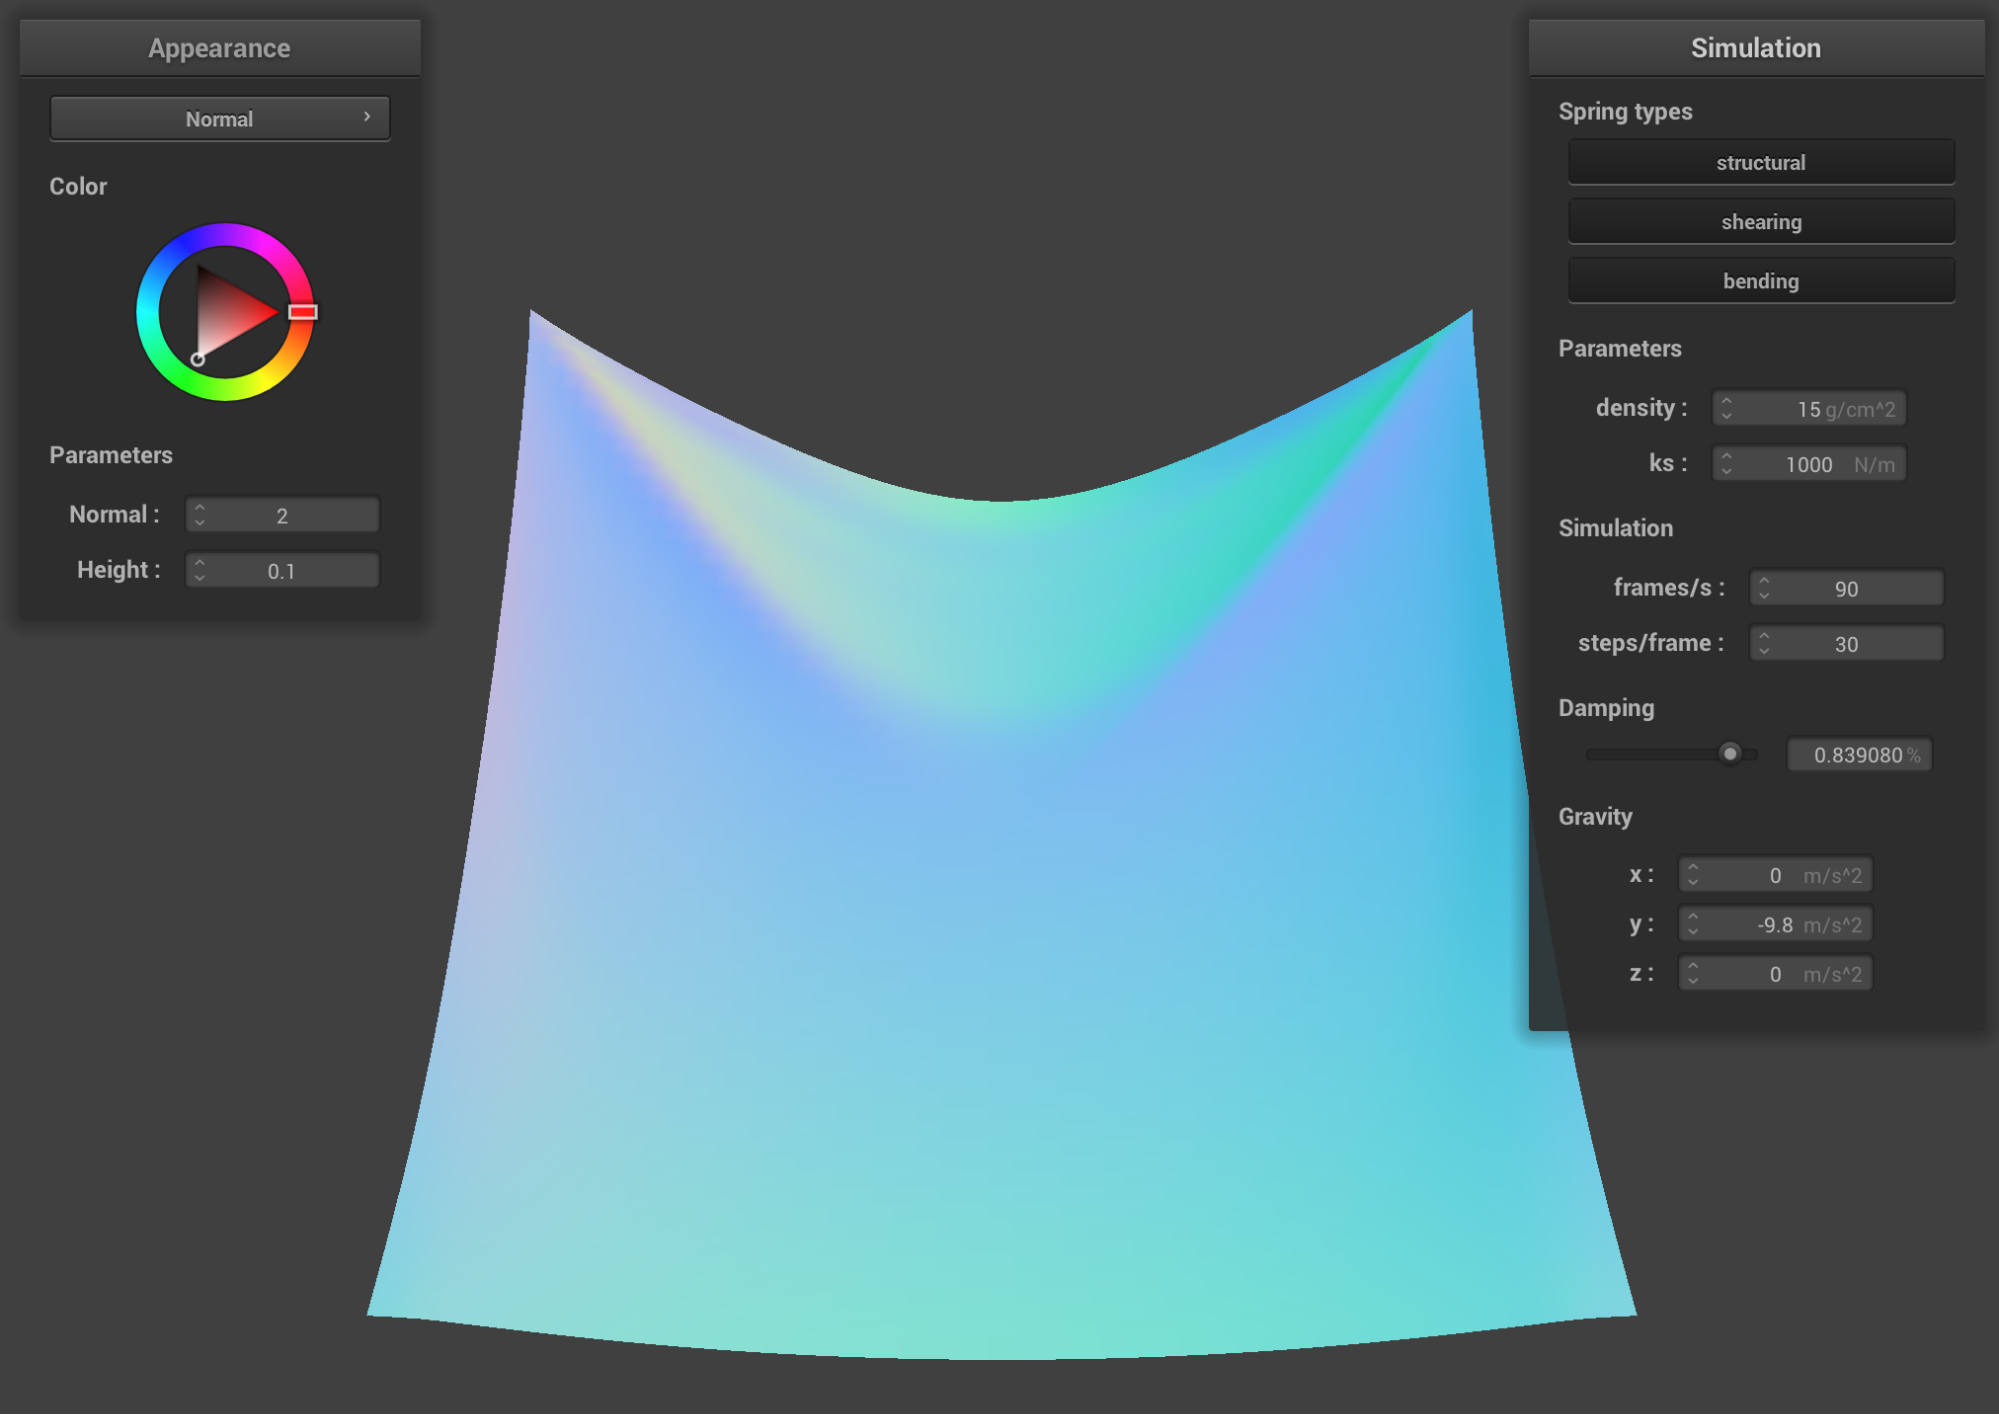 Appearance
Normal
Color
Parameters
Normal : 2
Height : 0.1
Simulation
Spring types
structural
shearing
bending
Parameters
density : 15 g/cm^2
ks : 1000 N/m
Simulation
frames/s : 90
steps/frame : 30
Damping
0.839080 %
Gravity
x : 0 m/s^2
y : -9.8 m/s^2
z : 0 m/s^2